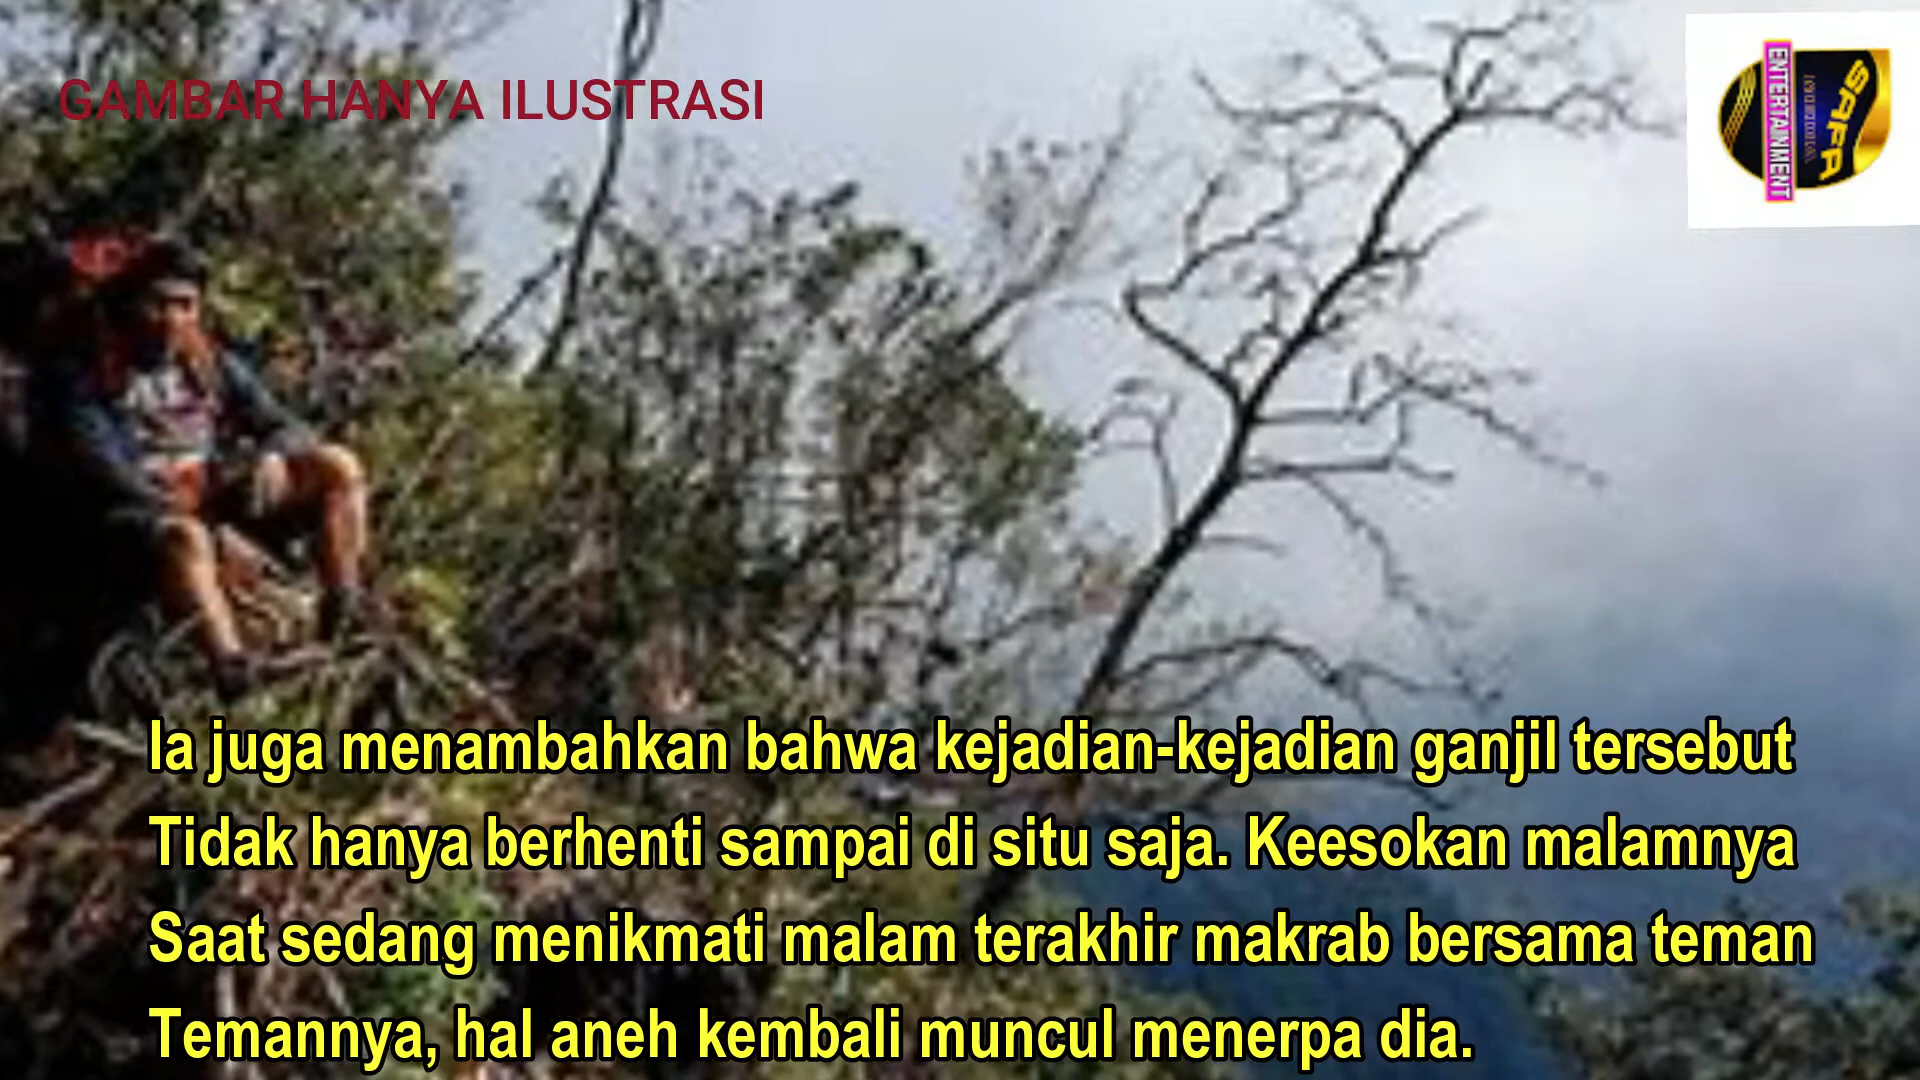 GAMBAR HANYA ILUSTRASI
SAFA
ENTERTAINMENT
Ia juga menambahkan bahwa kejadian-kejadian ganjil tersebut
Tidak hanya berhenti sampai di situ saja. Keesokan malamnya
Saat sedang menikmati malam terakhir makrab bersama teman
Temannya, hal aneh kembali muncul menerpa dia.